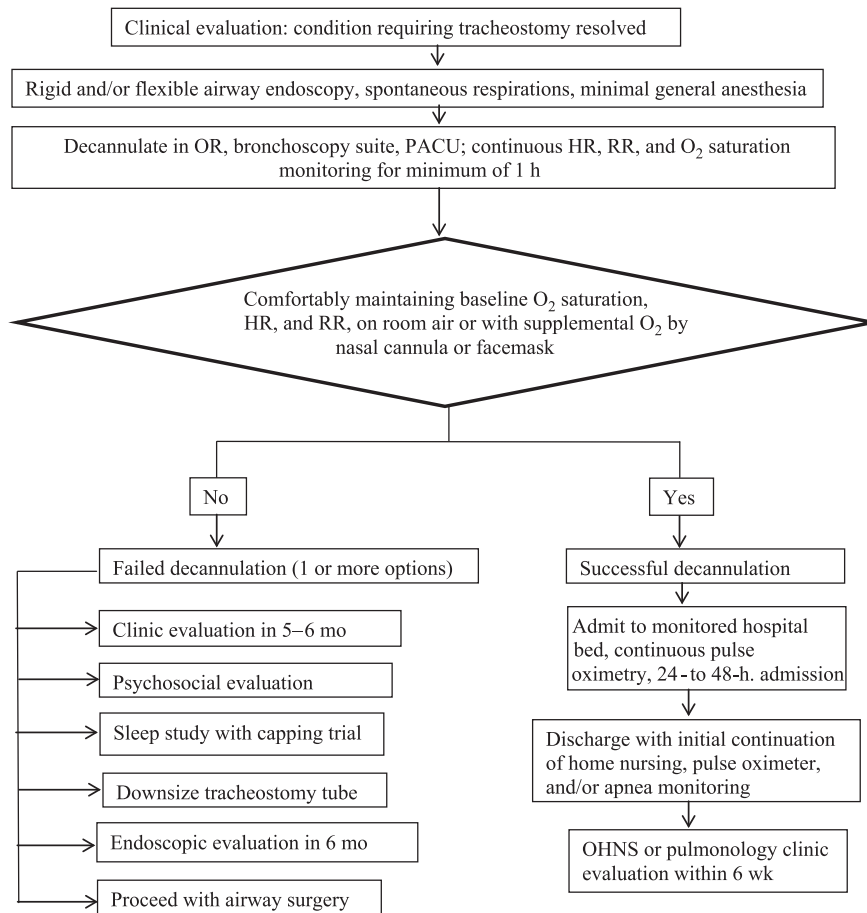 Clinical evaluation: condition requiring tracheostomy resolved
Rigid and/or flexible airway endoscopy, spontaneous respirations, minimal general anesthesia
Decannulate in OR, bronchoscopy suite, PACU; continuous HR, RR, and O₂ saturation
monitoring for minimum of 1 h
Comfortably maintaining baseline O₂ saturation,
HR, and RR, on room air or with supplemental O₂ by
nasal cannula or facemask
No
Failed decannulation (1 or more options)
Clinic evaluation in 5–6 mo
Psychosocial evaluation
Sleep study with capping trial
Downsize tracheostomy tube
Endoscopic evaluation in 6 mo
Proceed with airway surgery
Yes
Successful decannulation
Admit to monitored hospital
bed, continuous pulse
oximetry, 24-to 48-h. admission
Discharge with initial continuation
of home nursing, pulse oximeter,
and/or apnea monitoring
OHNS or pulmonology clinic
evaluation within 6 wk